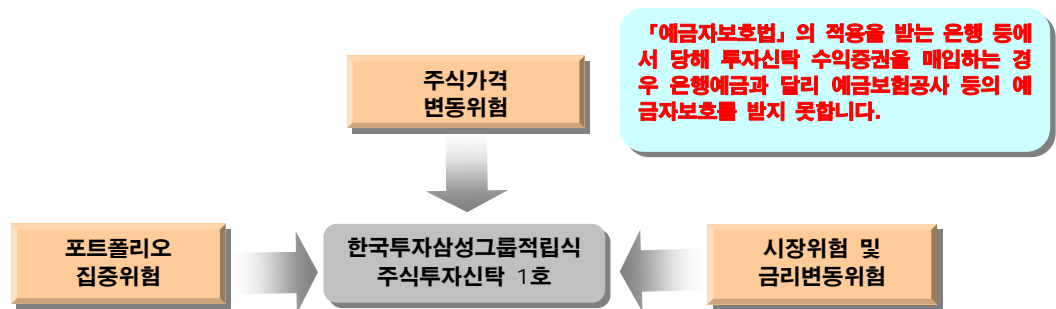 「예금자보호법」의 적용을 받는 은행 등에
서 당해 투자신탁 수익증권을 매입하는 경
우 은행예금과 달리 예금보험공사 등의 예
금자보호를 받지 못합니다.
주식가격
변동위험
포트폴리오
집중위험
한국투자삼성그룹적립식
주식투자신탁 1호
시장위험 및
금리변동위험